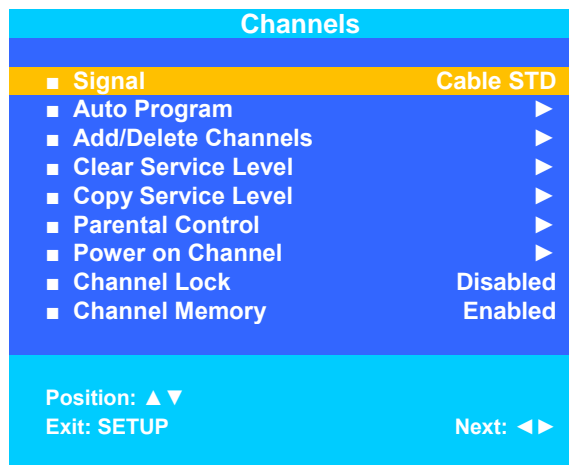 Channels
■ Signal Cable STD
■ Auto Program ►
■ Add/Delete Channels ►
■ Clear Service Level ►
■ Copy Service Level ►
■ Parental Control ►
■ Power on Channel ►
■ Channel Lock Disabled
■ Channel Memory Enabled
Position: ▲▼
Exit: SETUP Next: ◄►